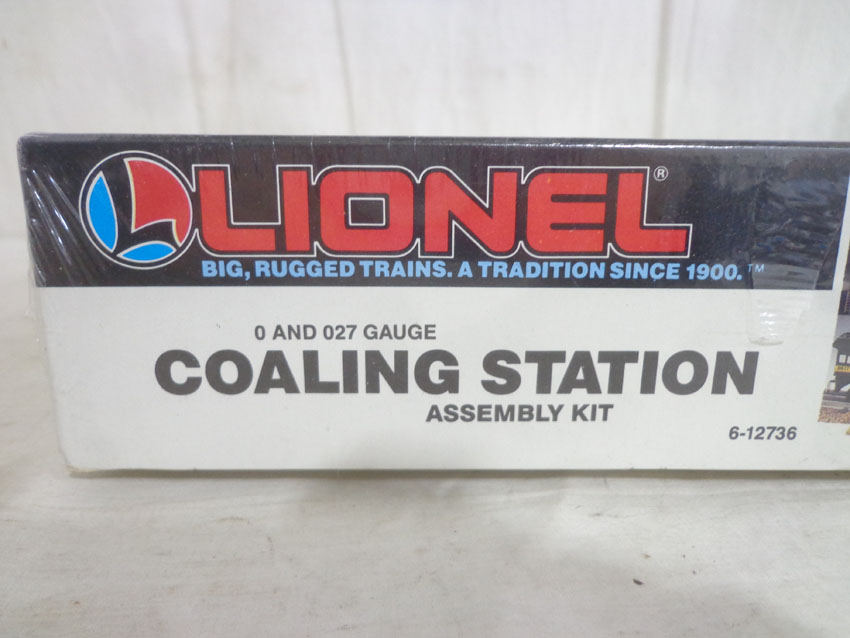 LIONEL®
BIG, RUGGED TRAINS. A TRADITION SINCE 1900.™
0 AND 027 GAUGE
COALING STATION
ASSEMBLY KIT
6-12736